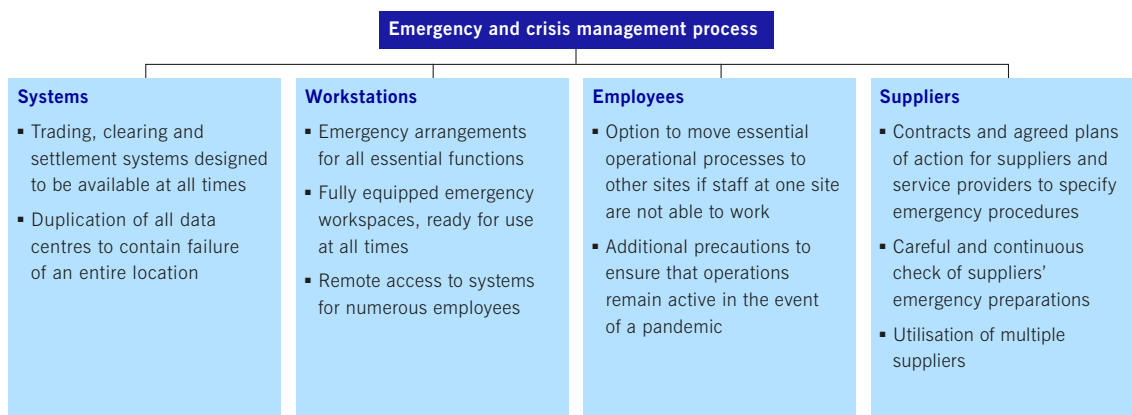 Emergency and crisis management process
Systems
▪ Trading, clearing and
settlement systems designed
to be available at all times
▪ Duplication of all data
centres to contain failure
of an entire location
Workstations
▪ Emergency arrangements
for all essential functions
▪ Fully equipped emergency
workspaces, ready for use
at all times
▪ Remote access to systems
for numerous employees
Employees
▪ Option to move essential
operational processes to
other sites if staff at one site
are not able to work
▪ Additional precautions to
ensure that operations
remain active in the event
of a pandemic
Suppliers
▪ Contracts and agreed plans
of action for suppliers and
service providers to specify
emergency procedures
▪ Careful and continuous
check of suppliers’
emergency preparations
▪ Utilisation of multiple
suppliers